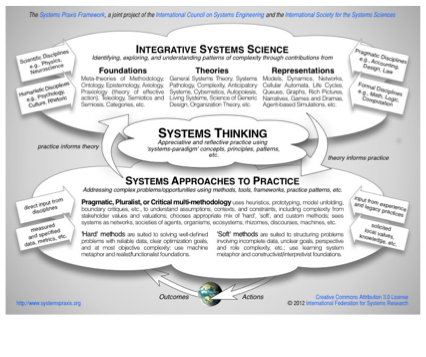 The Systems Praxis Framework, a joint project of the International Council on Systems Engineering and the International Society for the Systems Sciences
INTEGRATIVE SYSTEMS SCIENCE
Identifying, exploring, and understanding patterns of complexity through contributions from
Scientific Disciplines
e.g., Physics,
Neuroscience
Humanistic Disciplines
e.g., Psychology,
Culture, Rhetoric
Foundations
Meta-theories of Methodology,
Ontology, Epistemology, Axiology,
Praxiology (theory of effective
action), Teleology, Semiotics and
Semiosis, Categories, etc.
Theories
General Systems Theory, Systems
Pathology, Complexity, Anticipatory
Systems, Cybernetics, Autopoiesis,
Living Systems, Science of Generic
Design, Organization Theory, etc.
Representations
Models, Dynamics, Networks,
Cellular Automata, Life Cycles,
Queues, Graphs, Rich Pictures,
Narratives, Games and Dramas,
Agent-based Simulations, etc.
Pragmatic Disciplines
e.g., Accounting,
Design, Law
Formal Disciplines
e.g., Math, Logic,
Computation
SYSTEMS THINKING
Appreciative and reflective practice using
'systems-paradigm' concepts, principles, patterns,
etc.
practice informs theory
theory informs practice
SYSTEMS APPROACHES TO PRACTICE
Addressing complex problems/opportunities using methods, tools, frameworks, practice patterns, etc.
direct input from
disciplines
measured
and specified
data, metrics, etc.
Pragmatic, Pluralist, or Critical multi-methodology uses heuristics, prototyping, model unfolding,
boundary critiques, etc., to understand assumptions, contexts, and constraints, including complexity from
stakeholder values and valuations; chooses appropriate mix of 'hard', 'soft', and custom methods; sees
systems as networks, societies of agents, organisms, ecosystems, rhizomes, discourses, machines, etc.
'Hard' methods are suited to solving well-defined
problems with reliable data, clear optimization goals,
and at most objective complexity; use machine
metaphor and realist/functionalist foundations.
'Soft' methods are suited to structuring problems
involving incomplete data, unclear goals, perspective
and role complexity, etc.; use learning system
metaphor and constructivist/interpretivist foundations.
input from experience
and legacy practices
solicited
local values,
knowledge, etc.
Outcomes
Actions
http://www.systemspraxis.org
Creative Commons Attribution 3.0 License
© 2012 International Federation for Systems Research